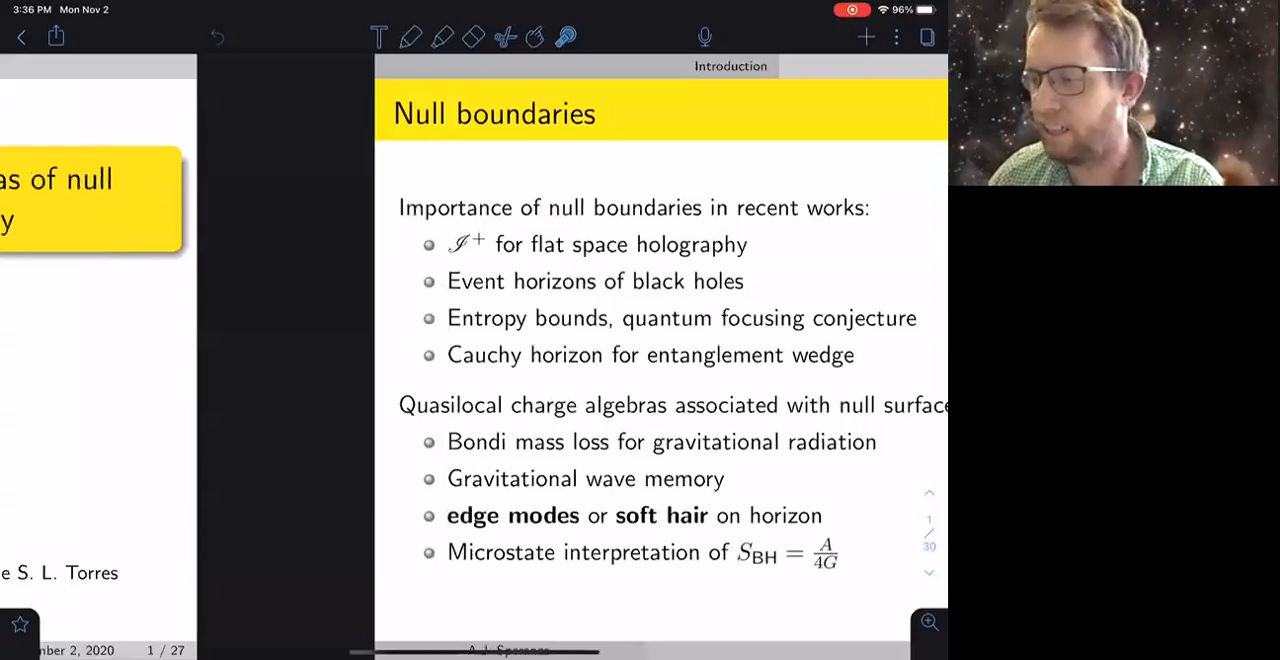 3:36 PM Mon Nov 2
96%
Introduction
Null boundaries
as of null
y
Importance of null boundaries in recent works:
ℐ⁺ for flat space holography
Event horizons of black holes
Entropy bounds, quantum focusing conjecture
Cauchy horizon for entanglement wedge
Quasilocal charge algebras associated with null surface
Bondi mass loss for gravitational radiation
Gravitational wave memory
edge modes or soft hair on horizon
Microstate interpretation of S_BH = A/4G
1
/
30
e S. L. Torres
mber 2, 2020 1 / 27
A.J. Speranza